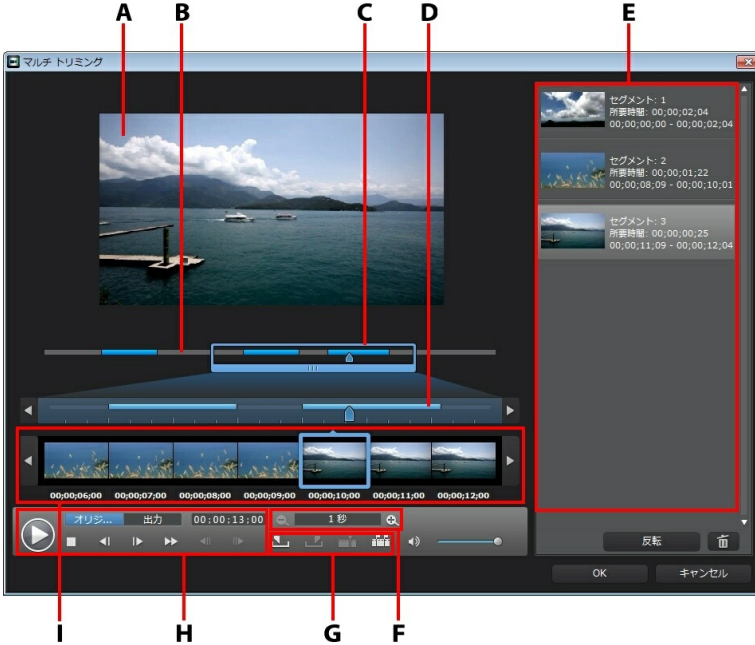 A B C D E
マルチ トリミング
セグメント: 1
所要時間: 00;00;02;04
00;00;00;00 - 00;00;02;04
セグメント: 2
所要時間: 00;00;01;22
00;00;08;09 - 00;00;10;01
セグメント: 3
所要時間: 00;00;00;25
00;00;11;09 - 00;00;12;04
00;00;06;00 00;00;07;00 00;00;08;00 00;00;09;00 00;00;10;00 00;00;11;00 00;00;12;00
オリジ... 出力 00:00:13:00 1 秒
反転
OK キャンセル
I H G F